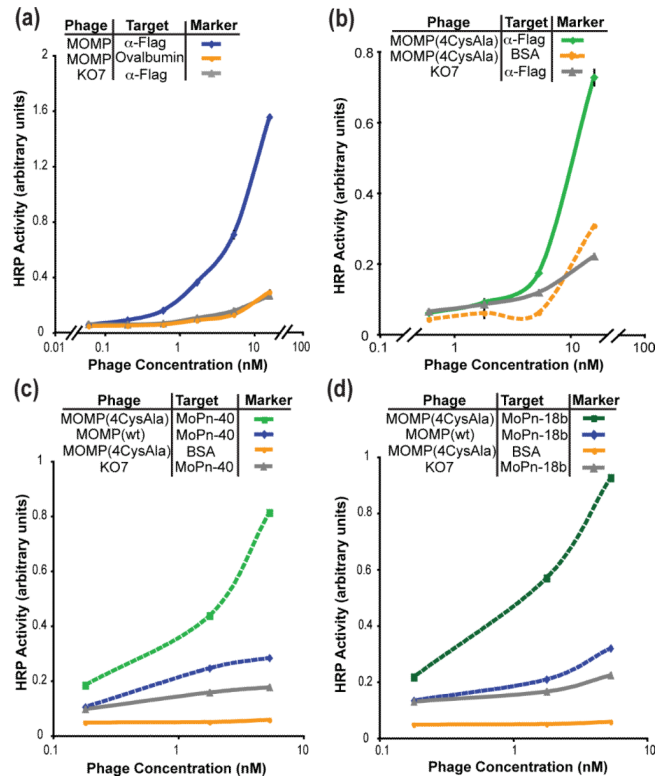 (a)
Phage Target Marker
MOMP α-Flag
MOMP Ovalbumin
KO7 α-Flag
HRP Activity (arbitrary units)
2
1.6
1.2
0.8
0.4
0
0.01 0.1 1 10 100
Phage Concentration (nM)
(b)
Phage Target Marker
MOMP(4CysAla) α-Flag
MOMP(4CysAla) BSA
KO7 α-Flag
HRP Activity (arbitrary units)
0.8
0.6
0.4
0.2
0
0.1 1 10 100
Phage Concentration (nM)
(c)
Phage Target Marker
MOMP(4CysAla) MoPn-40
MOMP(wt) MoPn-40
MOMP(4CysAla) BSA
KO7 MoPn-40
HRP Activity (arbitrary units)
1
0.8
0.6
0.4
0.2
0
0.1 1 10
Phage Concentration (nM)
(d)
Phage Target Marker
MOMP(4CysAla) MoPn-18b
MOMP(wt) MoPn-18b
MOMP(4CysAla) BSA
KO7 MoPn-18b
HRP Activity (arbitrary units)
1
0.8
0.6
0.4
0.2
0
0.1 1 10
Phage Concentration (nM)